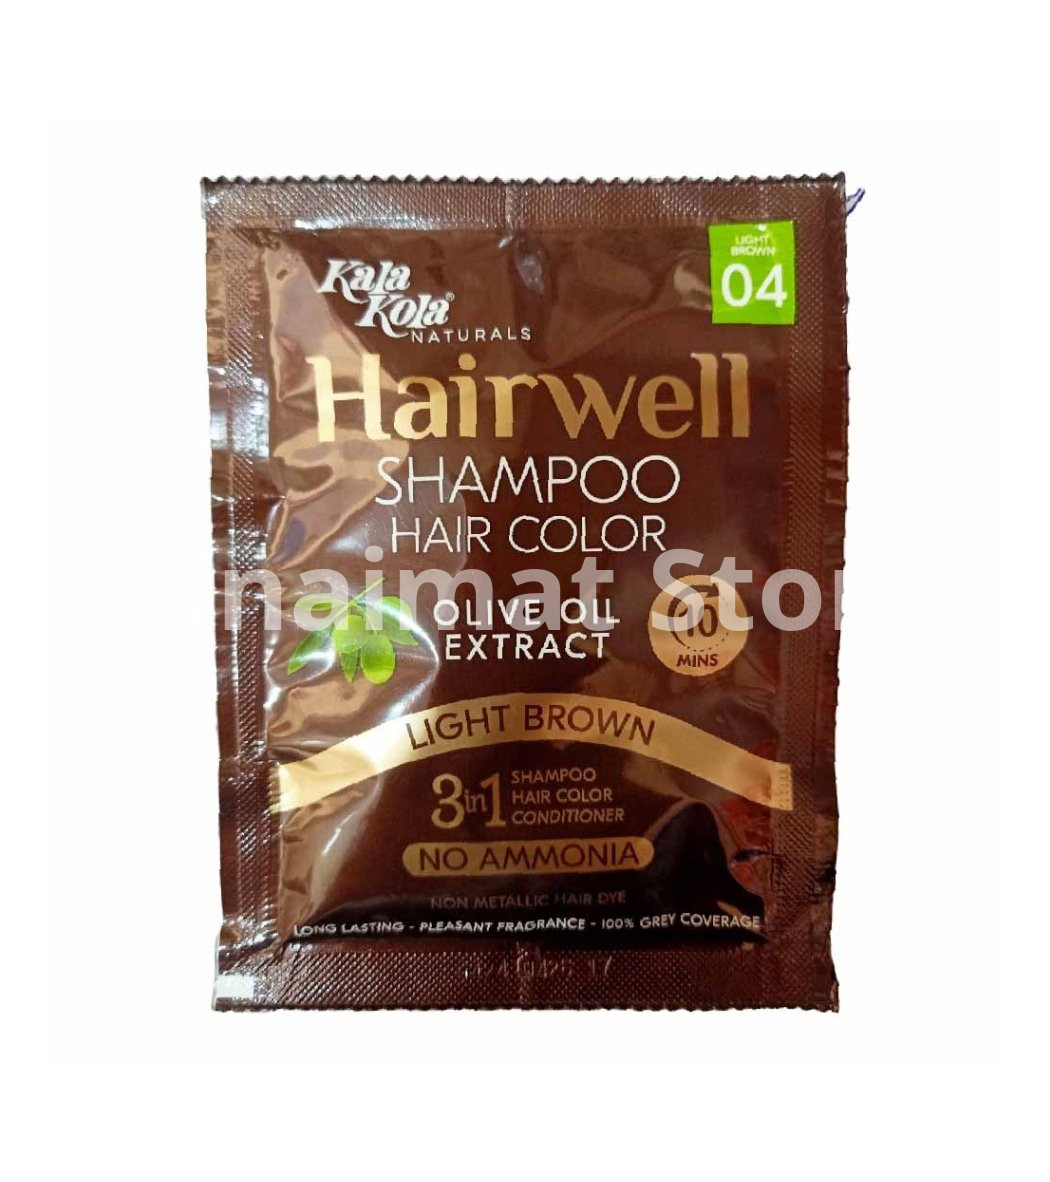 LIGHT
BROWN
04
Kala
Kola®
NATURALS
Hairwell
SHAMPOO
HAIR COLOR
naimat
OLIVE OIL
EXTRACT
10
MINS
LIGHT BROWN
3in1
SHAMPOO
HAIR COLOR
CONDITIONER
NO AMMONIA
NON METALLIC HAIR DYE
LONG LASTING - PLEASANT FRAGRANCE - 100% GREY COVERAGE